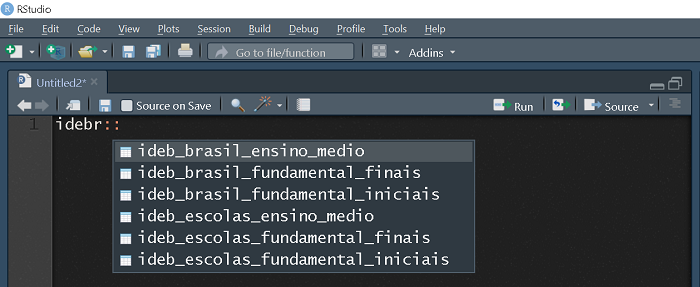 RStudio
File Edit Code View Plots Session Build Debug Profile Tools Help
Go to file/function Addins
Untitled2*
Source on Save Run Source
1 idebr::
ideb_brasil_ensino_medio
ideb_brasil_fundamental_finais
ideb_brasil_fundamental_iniciais
ideb_escolas_ensino_medio
ideb_escolas_fundamental_finais
ideb_escolas_fundamental_iniciais